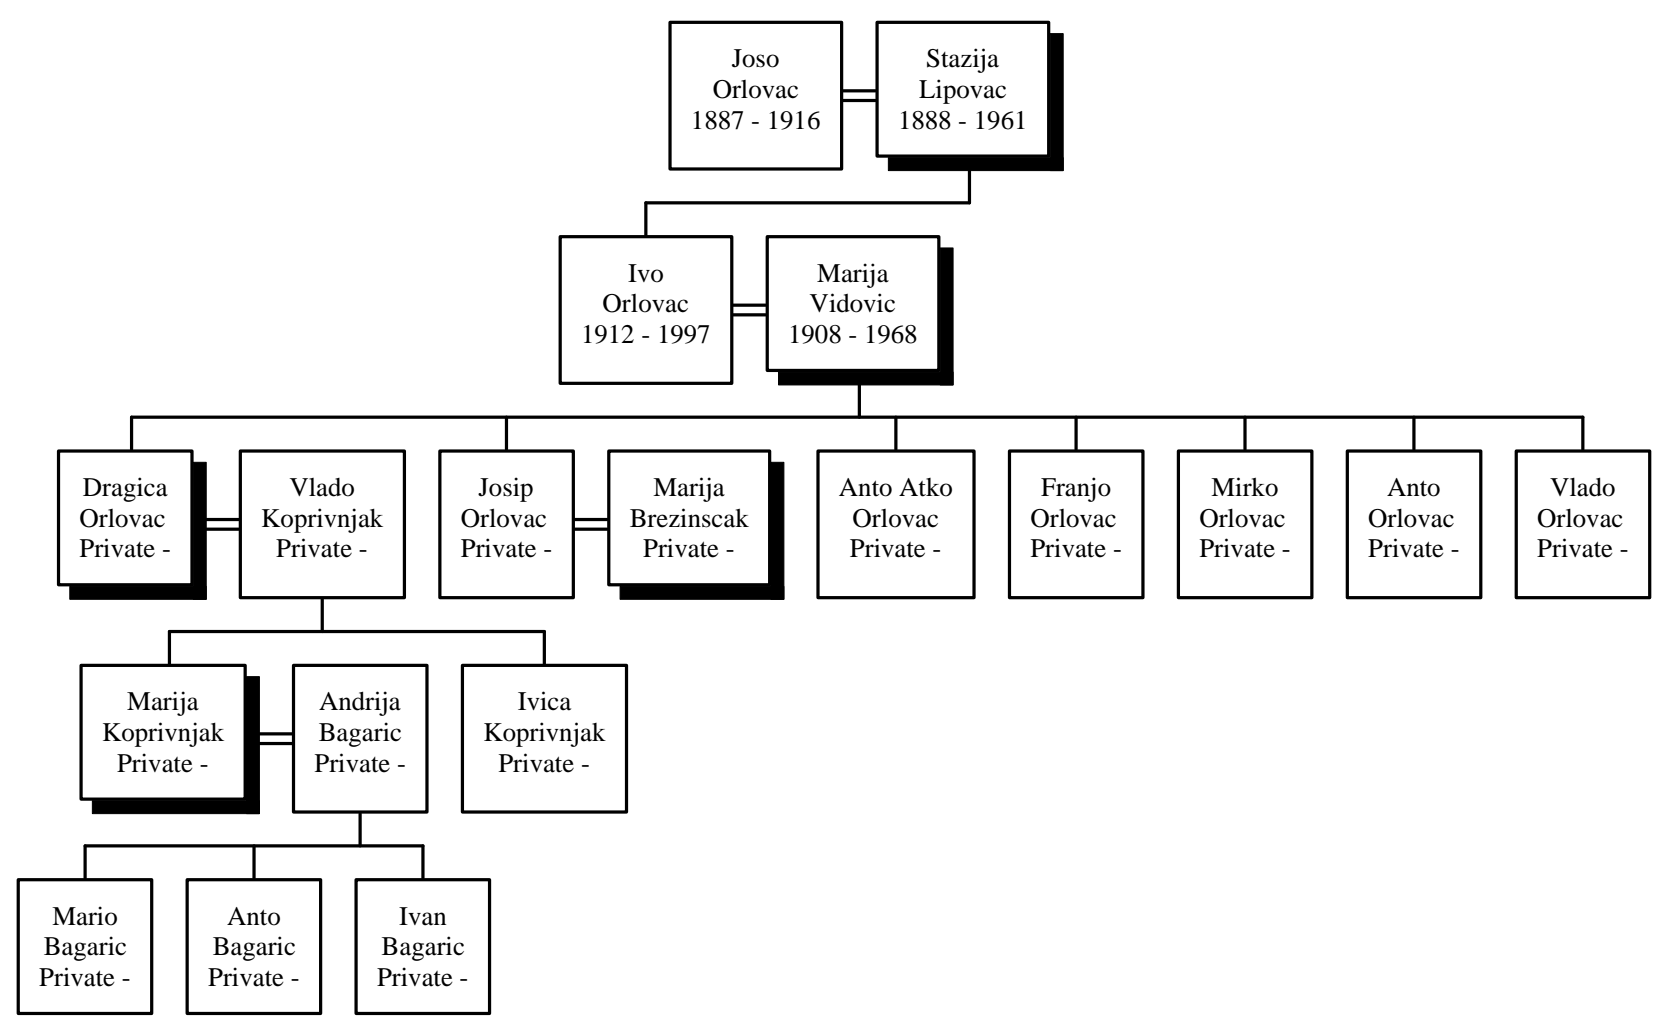 Joso
Orlovac
1887 - 1916
Stazija
Lipovac
1888 - 1961
Ivo
Orlovac
1912 - 1997
Marija
Vidovic
1908 - 1968
Dragica
Orlovac
Private -
Vlado
Koprivnjak
Private -
Josip
Orlovac
Private -
Marija
Brezinscak
Private -
Anto Atko
Orlovac
Private -
Franjo
Orlovac
Private -
Mirko
Orlovac
Private -
Anto
Orlovac
Private -
Vlado
Orlovac
Private -
Marija
Koprivnjak
Private -
Andrija
Bagaric
Private -
Ivica
Koprivnjak
Private -
Mario
Bagaric
Private -
Anto
Bagaric
Private -
Ivan
Bagaric
Private -